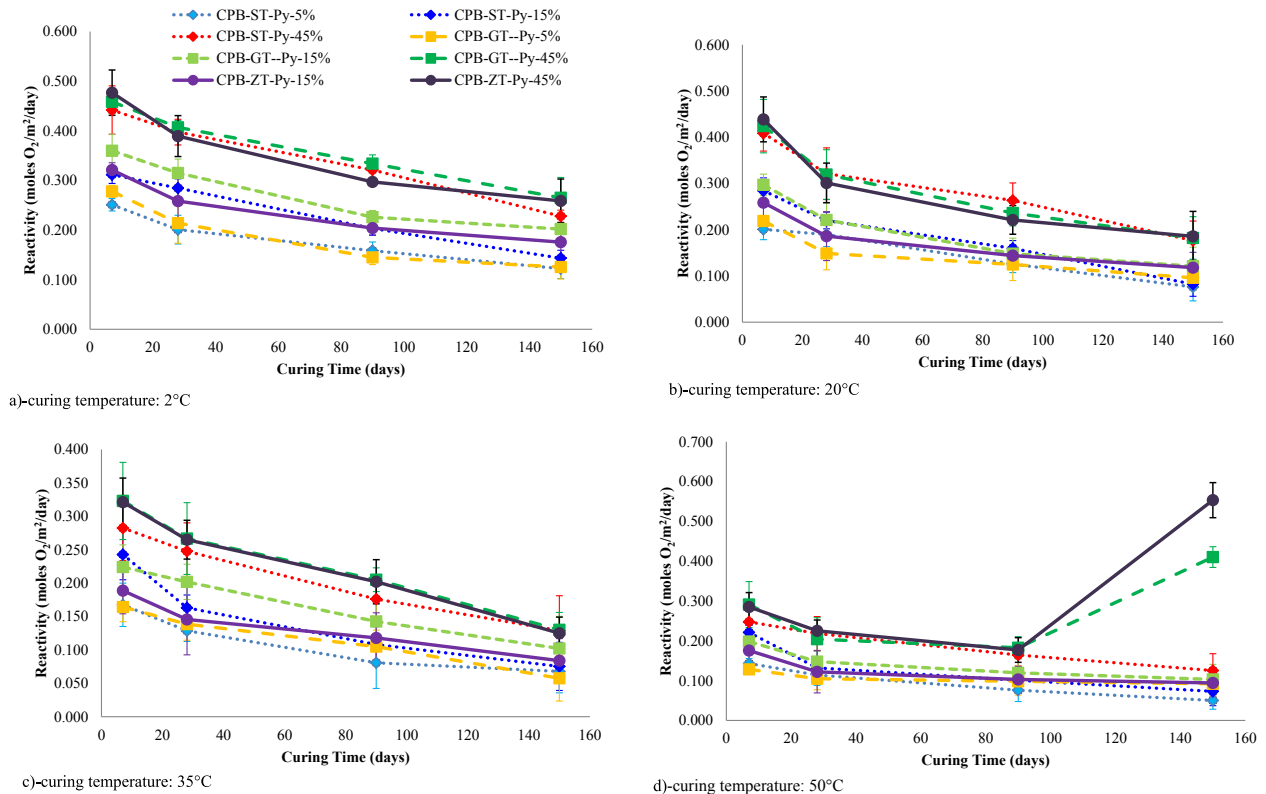 CPB-ST-Py-5%
CPB-ST-Py-15%
CPB-ST-Py-45%
CPB-GT--Py-5%
CPB-GT--Py-15%
CPB-GT--Py-45%
CPB-ZT-Py-15%
CPB-ZT-Py-45%
Reactivity (moles O₂/m²/day)
0.600
0.500
0.400
0.300
0.200
0.100
0.000
0 20 40 60 80 100 120 140 160
Curing Time (days)
a)-curing temperature: 2°C
Reactivity (moles O₂/m²/day)
0.600
0.500
0.400
0.300
0.200
0.100
0.000
0 20 40 60 80 100 120 140 160
Curing Time (days)
b)-curing temperature: 20°C
Reactivity (moles O₂/m²/day)
0.400
0.350
0.300
0.250
0.200
0.150
0.100
0.050
0.000
0 20 40 60 80 100 120 140 160
Curing Time (days)
c)-curing temperature: 35°C
Reactivity (moles O₂/m²/day)
0.700
0.600
0.500
0.400
0.300
0.200
0.100
0.000
0 20 40 60 80 100 120 140 160
Curing Time (days)
d)-curing temperature: 50°C